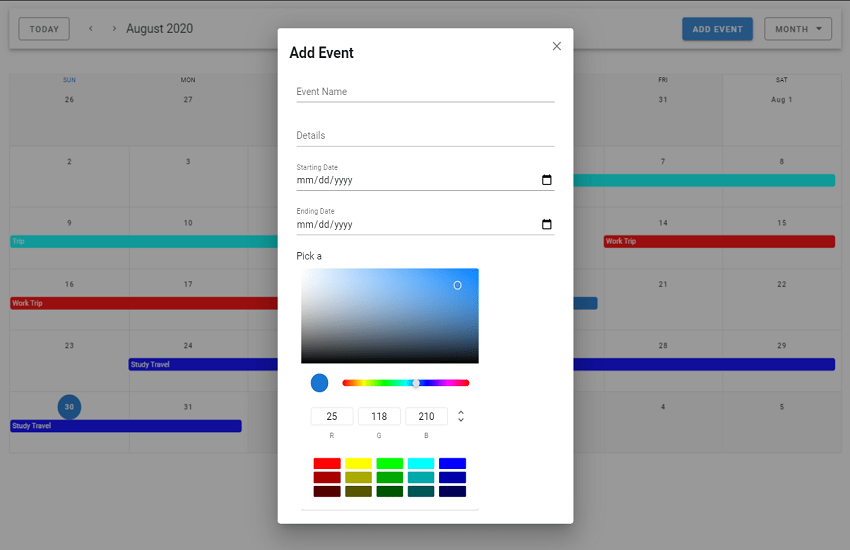 TODAY
August 2020
ADD EVENT
MONTH
SUN MON FRI SAT
26 27 31 Aug 1
2 3 7 8
9 10 14 15
Trip Work Trip
16 17 21 22
Work Trip
23 24 28 29
Study Travel
30 31 4 5
Study Travel
Add Event
Event Name
Details
Starting Date
mm/dd/yyyy
Ending Date
mm/dd/yyyy
Pick a
25 118 210
R G B